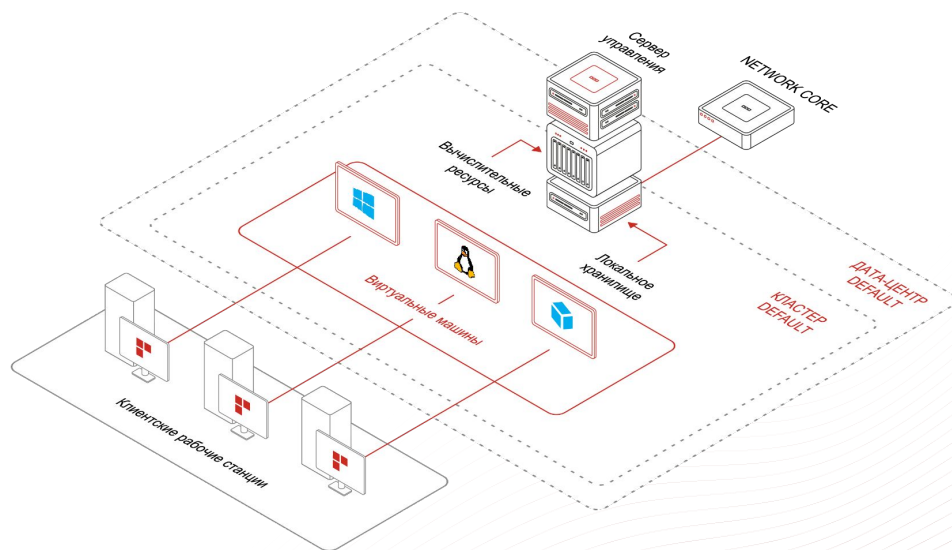 Сервер
управления
NETWORK CORE
Вычислительные
ресурсы
Локальное
хранилище
ДАТА-ЦЕНТР
DEFAULT
КЛАСТЕР
DEFAULT
Виртуальные машины
Клиентские рабочие станции